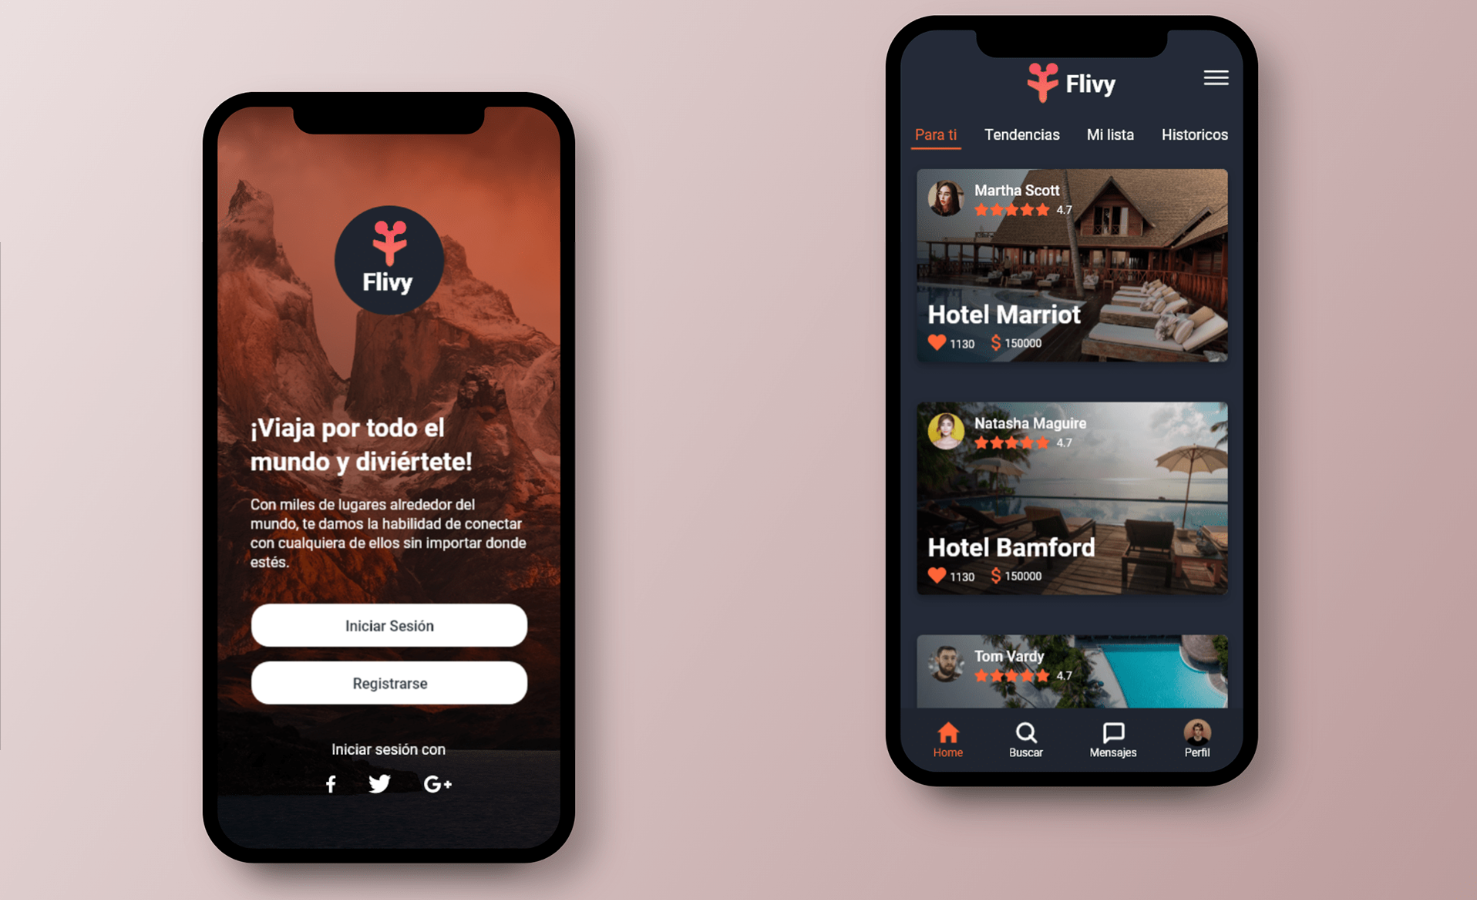 Flivy
¡Viaja por todo el
mundo y diviértete!
Con miles de lugares alrededor del
mundo, te damos la habilidad de conectar
con cualquiera de ellos sin importar donde
estés.
Iniciar Sesión
Registrarse
Iniciar sesión con
f G+
Flivy
Para ti Tendencias Mi lista Historicos
Martha Scott
4.7
Hotel Marriot
1130 $ 150000
Natasha Maguire
4.7
Hotel Bamford
1130 $ 150000
Tom Vardy
4.7
Home Buscar Mensajes Perfil